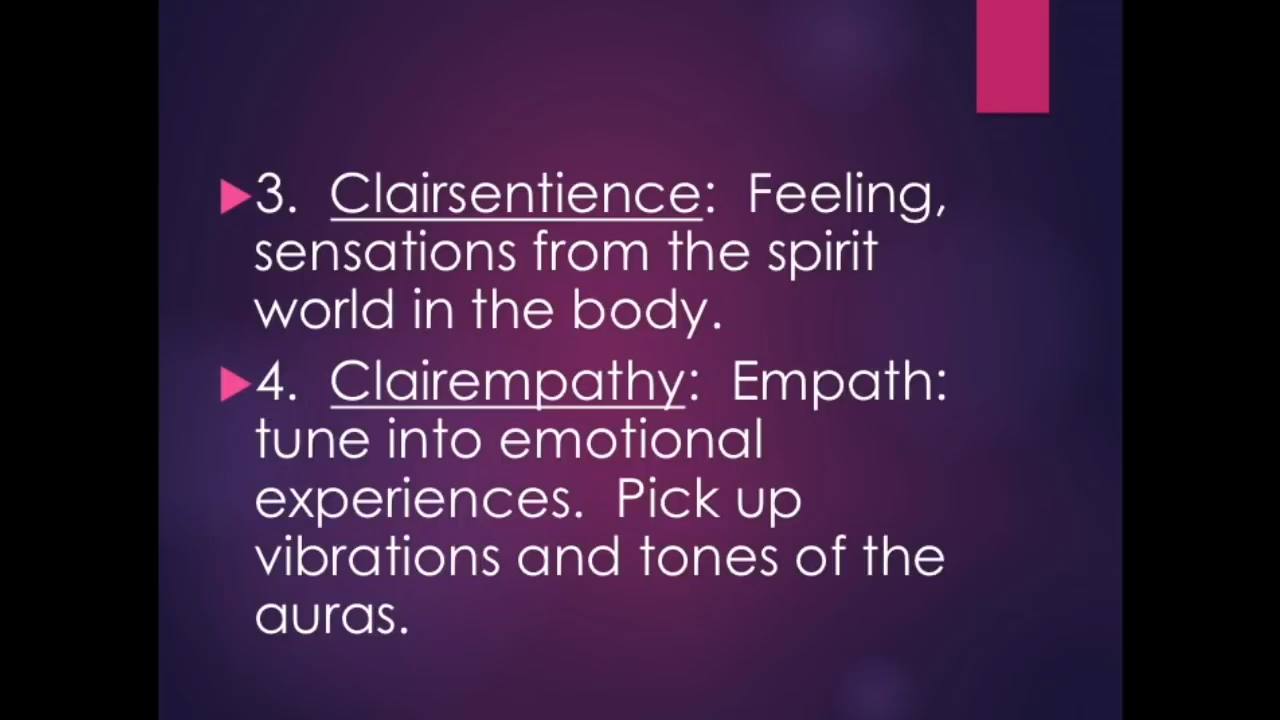 3. Clairsentience: Feeling,
sensations from the spirit
world in the body.
4. Clairempathy: Empath:
tune into emotional
experiences. Pick up
vibrations and tones of the
auras.